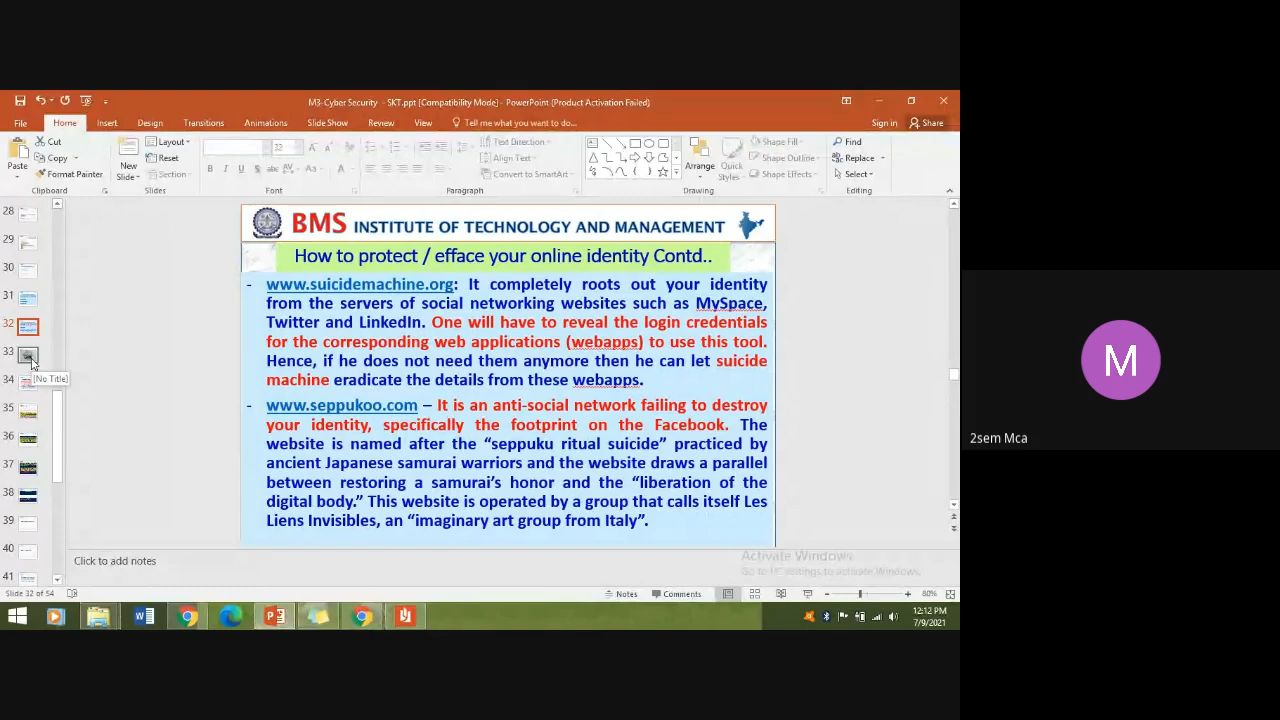 M3-Cyber Security - SKT.ppt [Compatibility Mode] - PowerPoint (Product Activation Failed)
File Home Insert Design Transitions Animations Slide Show Review View Tell me what you want to do... Sign in Share
Paste
Cut
Copy
Format Painter
Clipboard
New Slide
Layout
Reset
Section
Slides
22
B I U S abc AV Aa A
Font
Text Direction
Align Text
Convert to SmartArt
Paragraph
Arrange
Quick Styles
Shape Fill
Shape Outline
Shape Effects
Drawing
Find
Replace
Select
Editing
28
29
30
31
32
33
[No Title]
34
35
36
37
38
39
40
41
BMS INSTITUTE OF TECHNOLOGY AND MANAGEMENT
How to protect / efface your online identity Contd..
- www.suicidemachine.org: It completely roots out your identity
from the servers of social networking websites such as MySpace,
Twitter and LinkedIn. One will have to reveal the login credentials
for the corresponding web applications (webapps) to use this tool.
Hence, if he does not need them anymore then he can let suicide
machine eradicate the details from these webapps.
- www.seppukoo.com – It is an anti-social network failing to destroy
your identity, specifically the footprint on the Facebook. The
website is named after the “seppuku ritual suicide” practiced by
ancient Japanese samurai warriors and the website draws a parallel
between restoring a samurai’s honor and the “liberation of the
digital body.” This website is operated by a group that calls itself Les
Liens Invisibles, an “imaginary art group from Italy”.
Click to add notes
Activate Windows
Go to PC settings to activate Windows.
Slide 32 of 54
Notes Comments
80%
12:12 PM
7/9/2021
M
2sem Mca